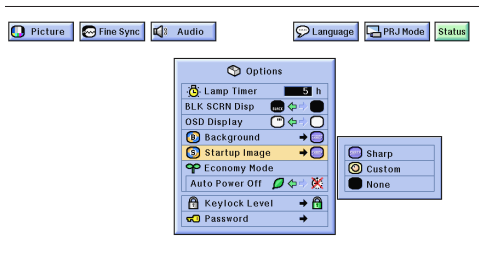 Picture Fine Sync Audio Language PRJ Mode Status
Options
Lamp Timer 5 h
BLK SCRN Disp
OSD Display
Background
Startup Image
Economy Mode
Auto Power Off
Keylock Level
Password
Sharp
Custom
None